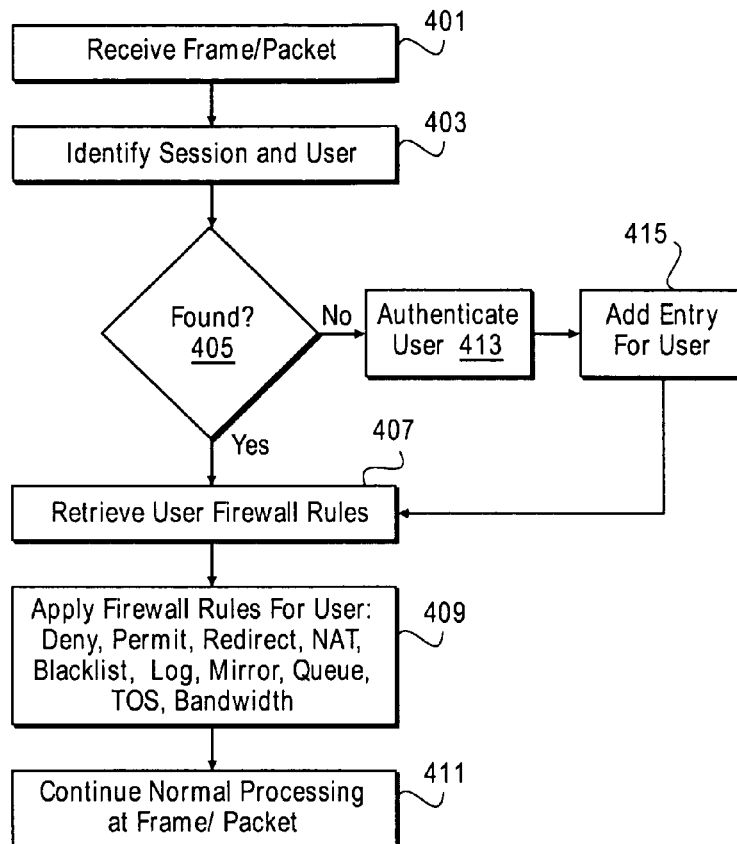 401
Receive Frame/Packet
403
Identify Session and User
415
Found?
405
No
Authenticate
User 413
Add Entry
For User
Yes
407
Retrieve User Firewall Rules
Apply Firewall Rules For User:
Deny, Permit, Redirect, NAT,
Blacklist, Log, Mirror, Queue,
TOS, Bandwidth
409
Continue Normal Processing
at Frame/ Packet
411